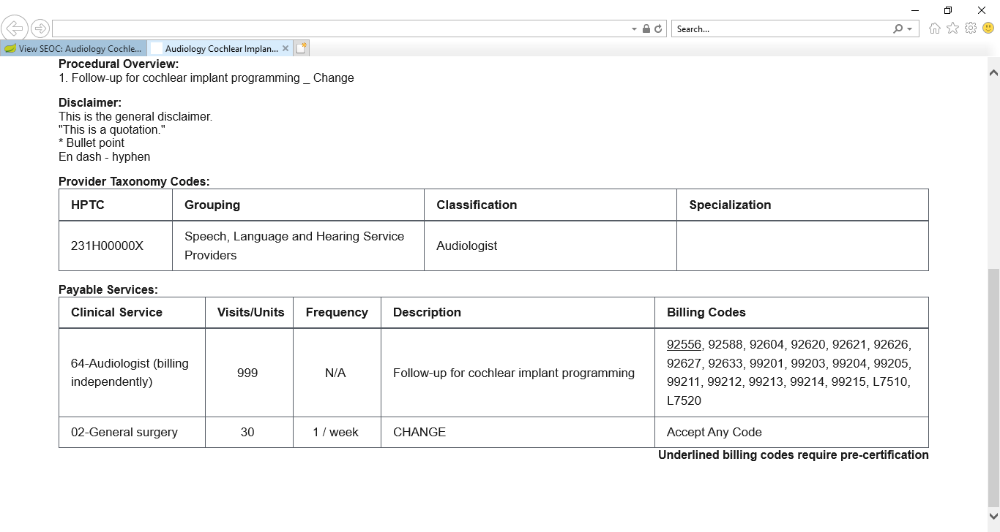 Search...
View SEOC: Audiology Cochle...
Audiology Cochlear Implan...
Procedural Overview:
1. Follow-up for cochlear implant programming _ Change
Disclaimer:
This is the general disclaimer.
"This is a quotation."
* Bullet point
En dash - hyphen
Provider Taxonomy Codes:
HPTC Grouping Classification Specialization
231H00000X Speech, Language and Hearing Service Providers Audiologist
Payable Services:
Clinical Service Visits/Units Frequency Description Billing Codes
64-Audiologist (billing
independently)
999
N/A
Follow-up for cochlear implant programming
92556, 92588, 92604, 92620, 92621, 92626,
92627, 92633, 99201, 99203, 99204, 99205,
99211, 99212, 99213, 99214, 99215, L7510,
L7520
02-General surgery 30 1 / week CHANGE Accept Any Code
Underlined billing codes require pre-certification